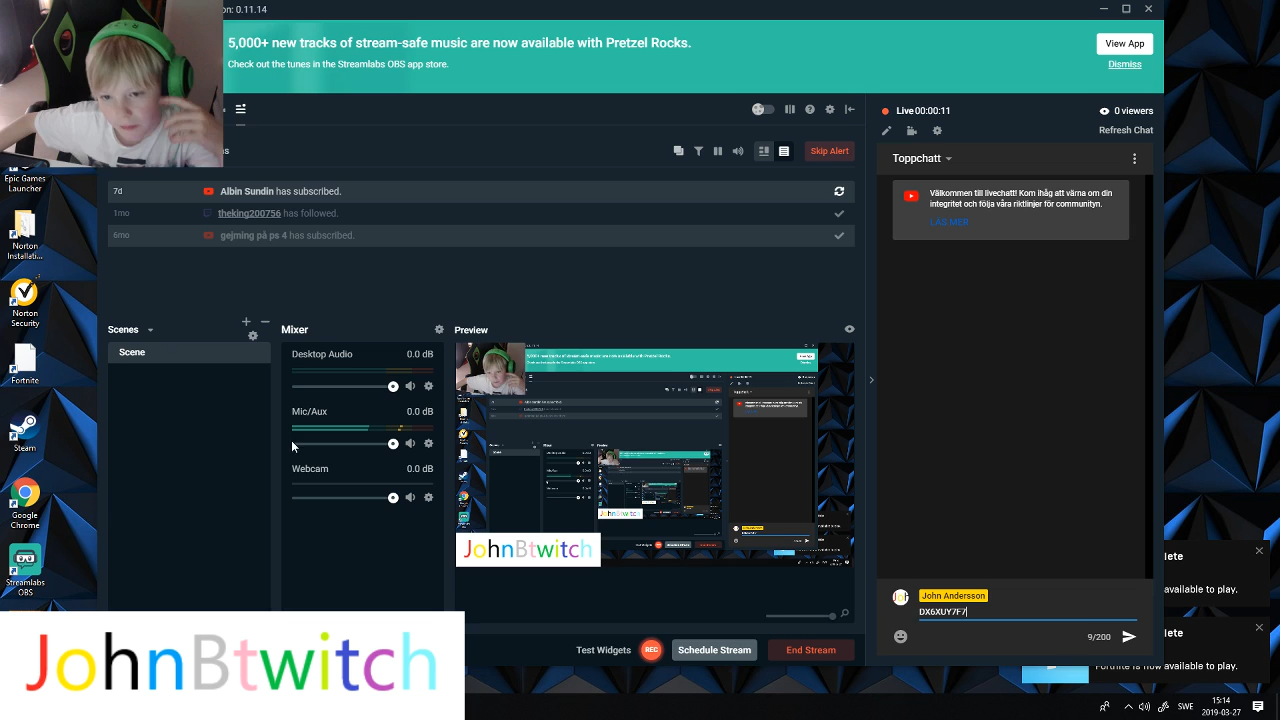 on: 0.11.14
5,000+ new tracks of stream-safe music are now available with Pretzel Rocks.
Check out the tunes in the Streamlabs OBS app store.
View App
Dismiss
Live 00:00:11
0 viewers
Refresh Chat
Skip Alert
Toppchatt
Epic Games
Launcher
7d
Albin Sundin has subscribed.
1mo
theking200756 has followed.
6mo
gejming på ps 4 has subscribed.
Välkommen till livechatt! Kom ihåg att värna om din
integritet och följa våra riktlinjer för communityn.
LÄS MER
Norton
Installati...
Norton
Security
Fortnite
Steam
Google
Chrome
Streamlabs
OBS
Scenes
Scene
Mixer
Desktop Audio
0.0 dB
Mic/Aux
0.0 dB
Webcam
0.0 dB
Preview
JohnBtwitch
JohnBtwitch
JohnBtwitch
John Andersson
DX6XUY7F7
9/200
Test Widgets
REC
Schedule Stream
End Stream
lete
vailable to play.
lete
Fortnite is now available to play.
SWE
15:14
2019-03-27